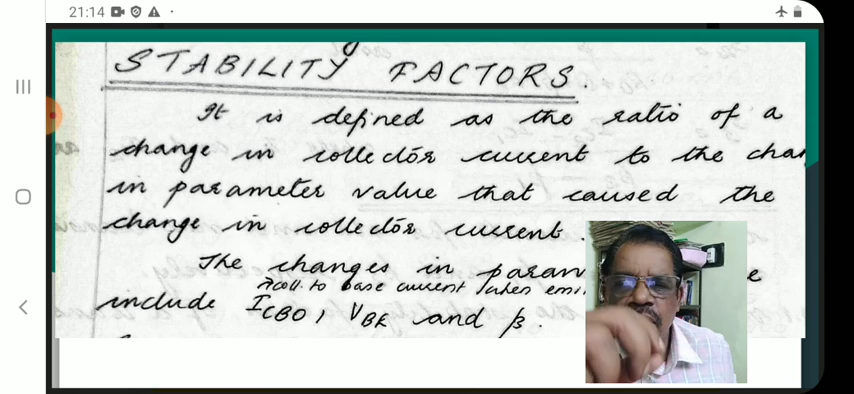 21:14
STABILITY FACTORS.
It is defined as the ratio of a
change in collector current to the chan
in parameter value that caused the
change in collector current.
The changes in param e
coll. to base current when emi
include ICBO, VBE and β.